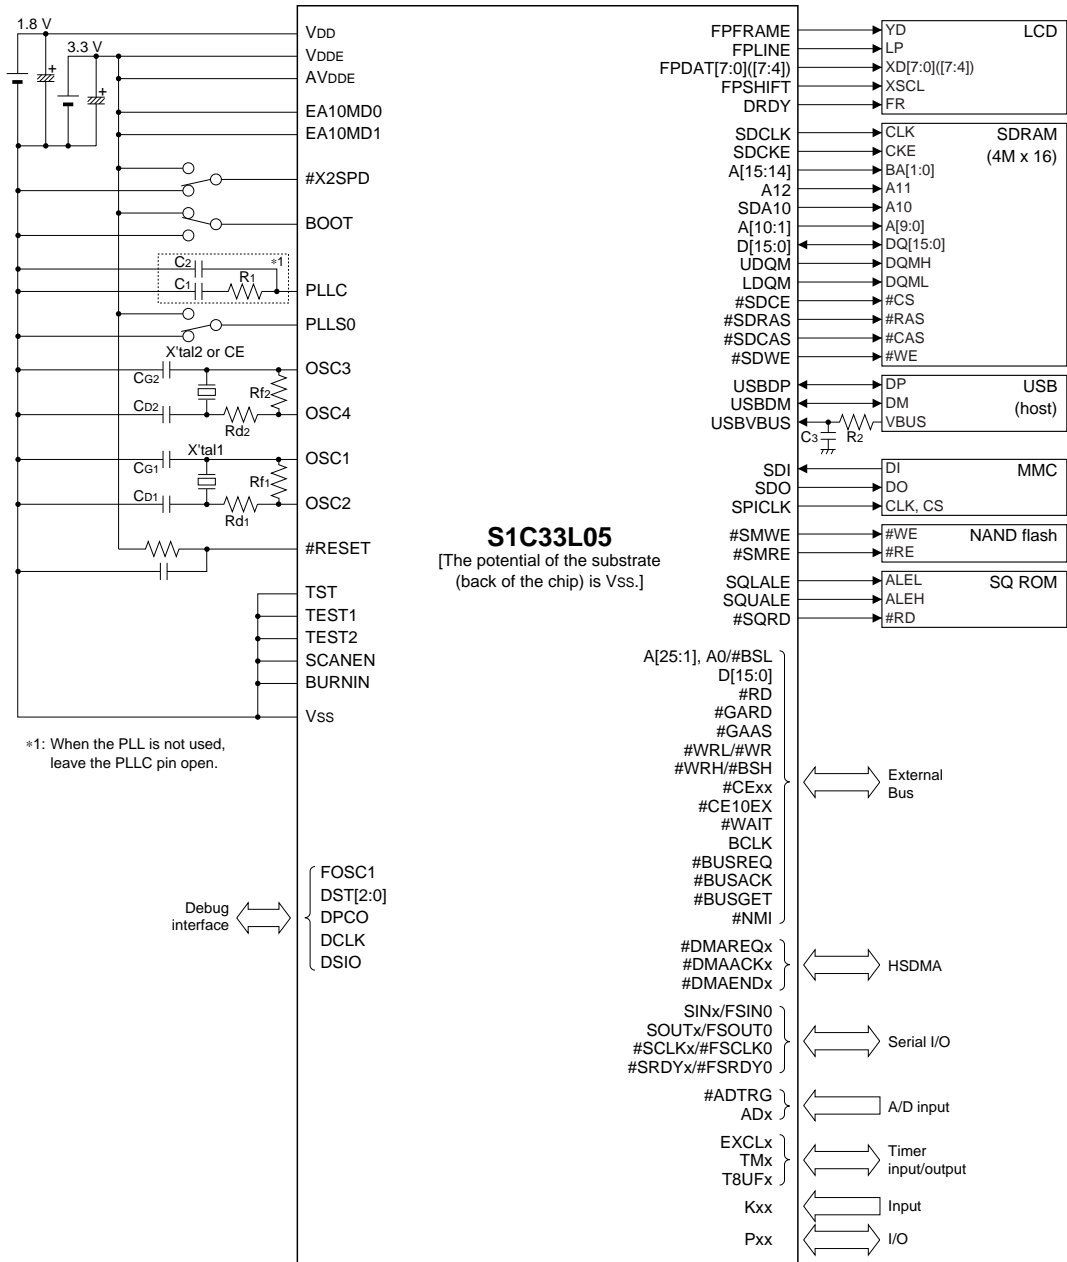 1.8 V
+
3.3 V
+
VDD
VDDE
AVDDE
EA10MD0
EA10MD1
#X2SPD
BOOT
C2
*1
C1
R1
PLLC
PLLS0
X'tal2 or CE
CG2
Rf2
OSC3
CD2
Rd2
OSC4
X'tal1
CG1
Rf1
OSC1
CD1
Rd1
OSC2
#RESET
TST
TEST1
TEST2
SCANEN
BURNIN
VSS
*1: When the PLL is not used,
leave the PLLC pin open.
Debug
interface
FOSC1
DST[2:0]
DPCO
DCLK
DSIO
S1C33L05
[The potential of the substrate
(back of the chip) is VSS.]
FPFRAME YD LCD
FPLINE LP
FPDAT[7:0]([7:4]) XD[7:0]([7:4])
FPSHIFT XSCL
DRDY FR
SDCLK CLK SDRAM
SDCKE CKE (4M x 16)
A[15:14] BA[1:0]
A12 A11
SDA10 A10
A[10:1] A[9:0]
D[15:0] DQ[15:0]
UDQM DQMH
LDQM DQML
#SDCE #CS
#SDRAS #RAS
#SDCAS #CAS
#SDWE #WE
USBDP DP USB
USBDM DM (host)
USBVBUS VBUS
C3 R2
SDI DI MMC
SDO DO
SPICLK CLK, CS
#SMWE #WE NAND flash
#SMRE #RE
SQLALE ALEL SQ ROM
SQUALE ALEH
#SQRD #RD
A[25:1], A0/#BSL
D[15:0]
#RD
#GARD
#GAAS
#WRL/#WR
#WRH/#BSH
#CExx
#CE10EX
#WAIT
BCLK
#BUSREQ
#BUSACK
#BUSGET
#NMI
External
Bus
#DMAREQx
#DMAACKx
#DMAENDx
HSDMA
SINx/FSIN0
SOUTx/FSOUT0
#SCLKx/#FSCLK0
#SRDYx/#FSRDY0
Serial I/O
#ADTRG
ADx
A/D input
EXCLx
TMx
T8UFx
Timer
input/output
Kxx Input
Pxx I/O